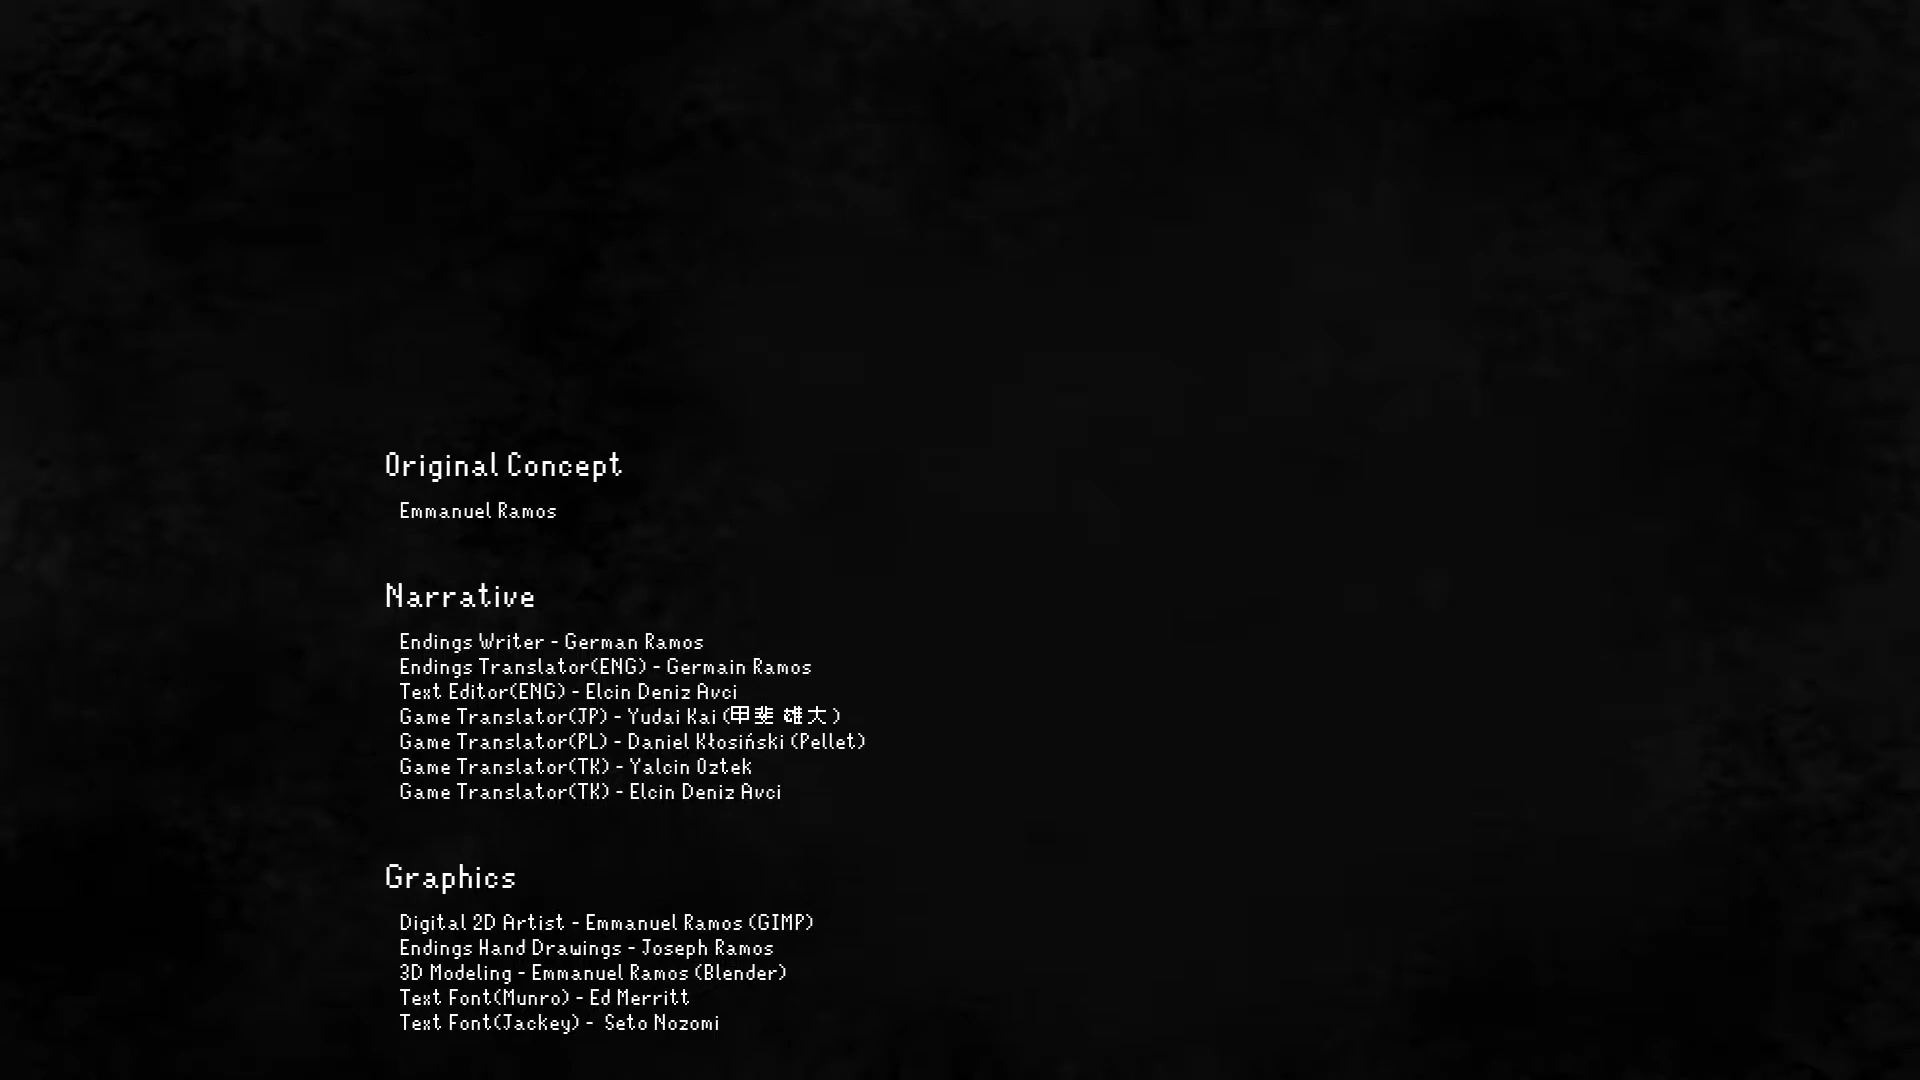 Original Concept
Emmanuel Ramos
Narrative
Endings Writer - German Ramos
Endings Translator(ENG) - Germain Ramos
Text Editor(ENG) - Elcin Deniz Avci
Game Translator(JP) - Yudai Kai (甲斐 雄大 )
Game Translator(PL) - Daniel Kłosiński (Pellet)
Game Translator(TK) - Yalcin Oztek
Game Translator(TK) - Elcin Deniz Avci
Graphics
Digital 2D Artist - Emmanuel Ramos (GIMP)
Endings Hand Drawings - Joseph Ramos
3D Modeling - Emmanuel Ramos (Blender)
Text Font(Munro) - Ed Merritt
Text Font(Jackey) -  Seto Nozomi